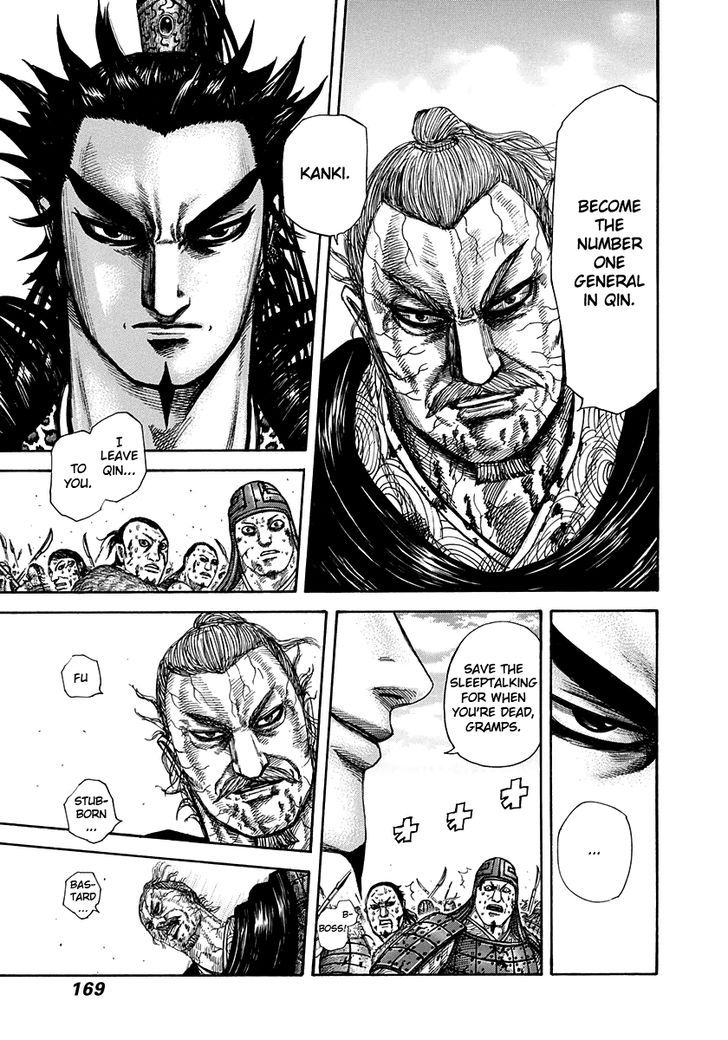 BECOME
THE
NUMBER
ONE
GENERAL
IN QIN.
KANKI.
I
LEAVE
QIN...
TO
YOU.
...
SAVE THE
SLEEPTALKING
FOR WHEN
YOU'RE DEAD,
GRAMPS.
B-
BOSS!
FU
STUB-
BORN
...
BAS-
TARD
...
169